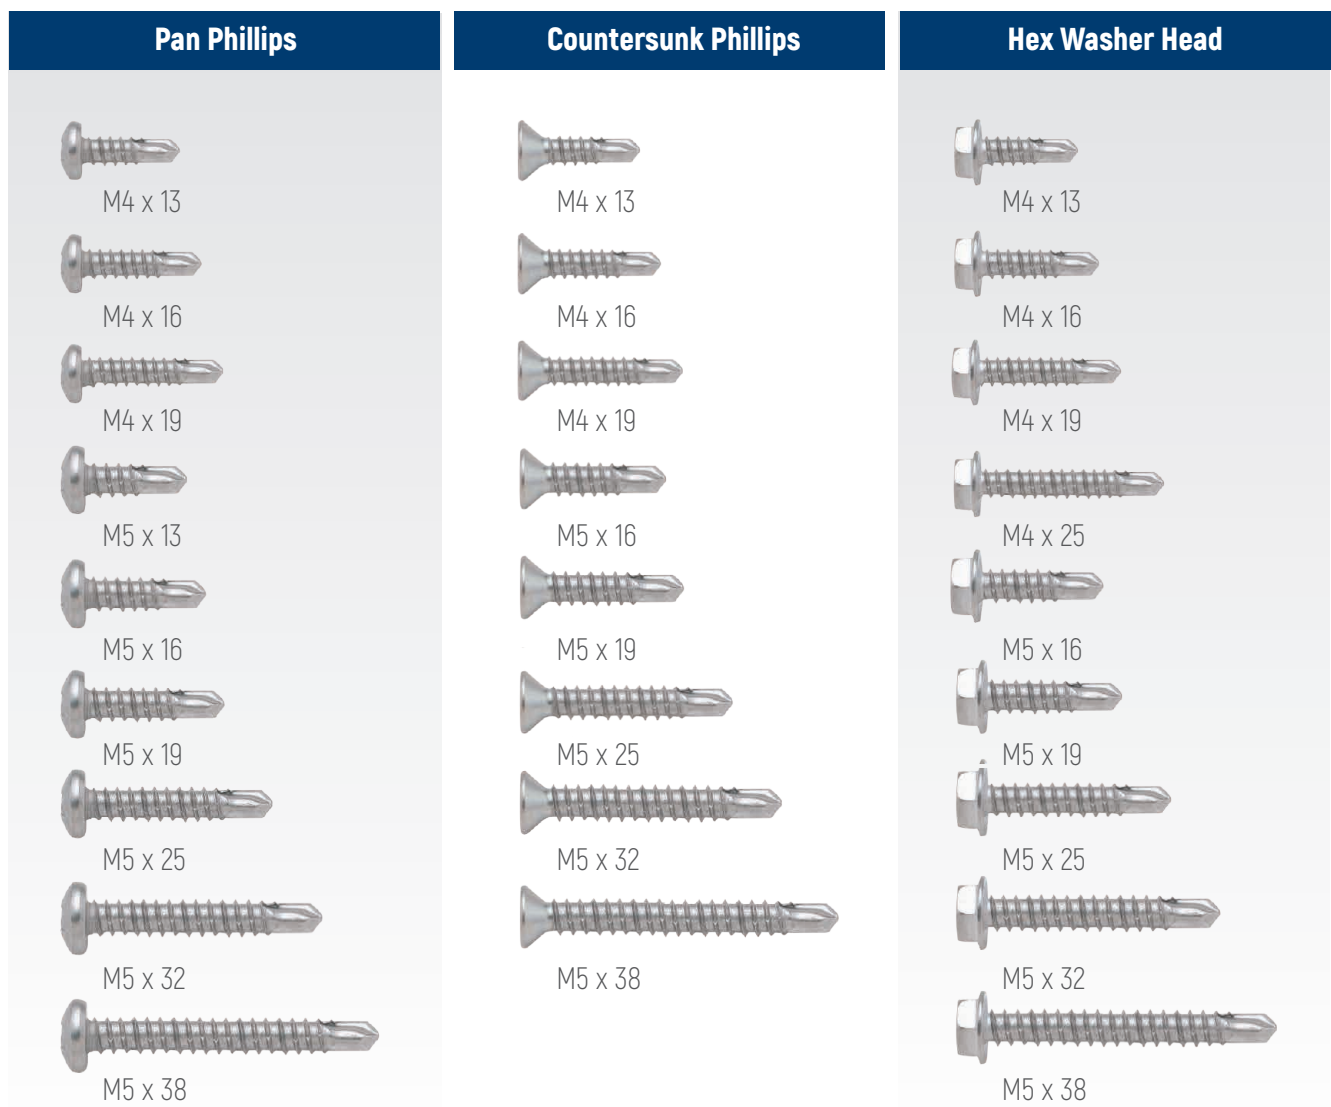 Pan Phillips
M4 x 13
M4 x 16
M4 x 19
M5 x 13
M5 x 16
M5 x 19
M5 x 25
M5 x 32
M5 x 38
Countersunk Phillips
M4 x 13
M4 x 16
M4 x 19
M5 x 16
M5 x 19
M5 x 25
M5 x 32
M5 x 38
Hex Washer Head
M4 x 13
M4 x 16
M4 x 19
M4 x 25
M5 x 16
M5 x 19
M5 x 25
M5 x 32
M5 x 38